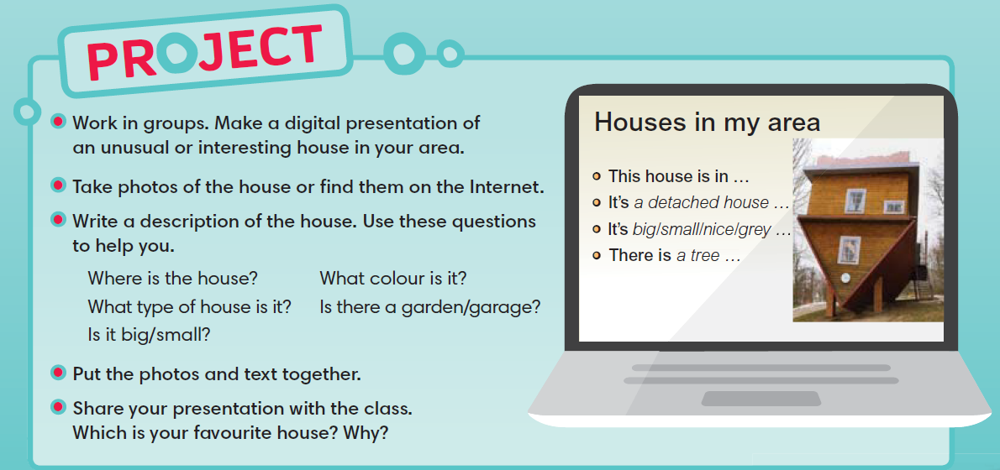 PROJECT
Work in groups. Make a digital presentation of
an unusual or interesting house in your area.
Take photos of the house or find them on the Internet.
Write a description of the house. Use these questions
to help you.
Where is the house?
What colour is it?
What type of house is it?
Is there a garden/garage?
Is it big/small?
Put the photos and text together.
Share your presentation with the class.
Which is your favourite house? Why?
Houses in my area
This house is in ...
It's a detached house ...
It's big/small/nice/grey ...
There is a tree ...